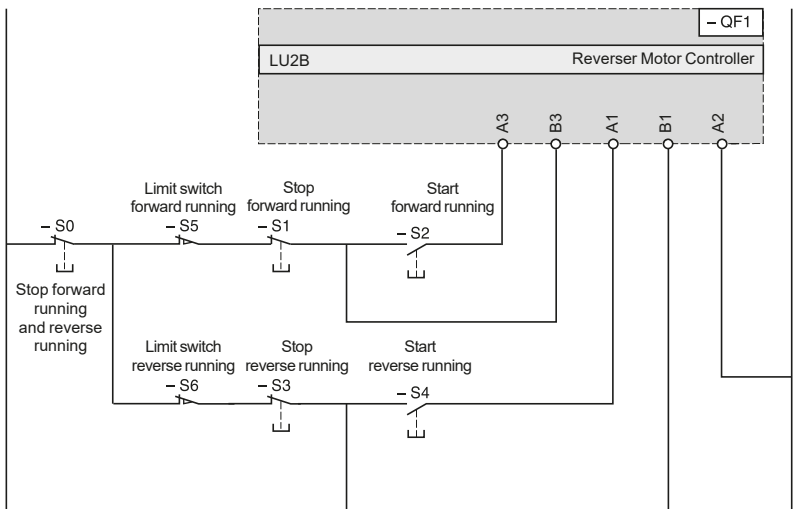 – QF1
LU2B
Reverser Motor Controller
A3
B3
A1
B1
A2
Limit switch
forward running
Stop
forward running
Start
forward running
– S0
– S5
– S1
– S2
Stop forward
running
and reverse
running
Limit switch
reverse running
Stop
reverse running
Start
reverse running
– S6
– S3
– S4